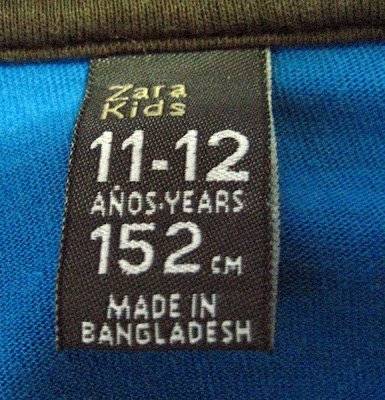 Zara
Kids
11-12
AÑOS·YEARS
152 CM
MADE IN
BANGLADESH